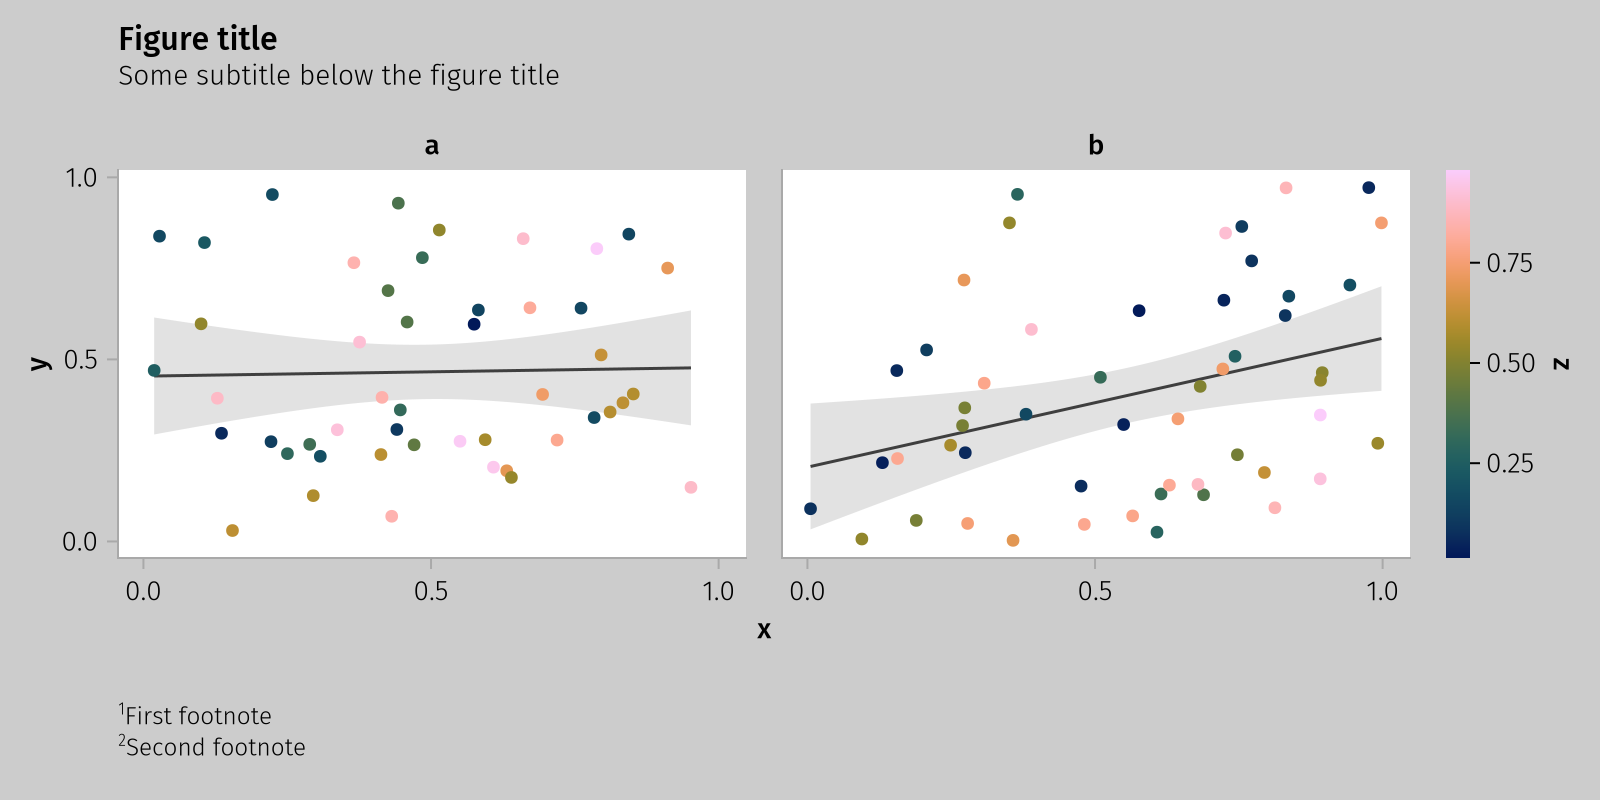 Figure title
Some subtitle below the figure title
a
b
1.0
0.5
0.0
y
0.0
0.5
1.0
0.0
0.5
1.0
x
0.75
0.50
0.25
z
¹First footnote
²Second footnote